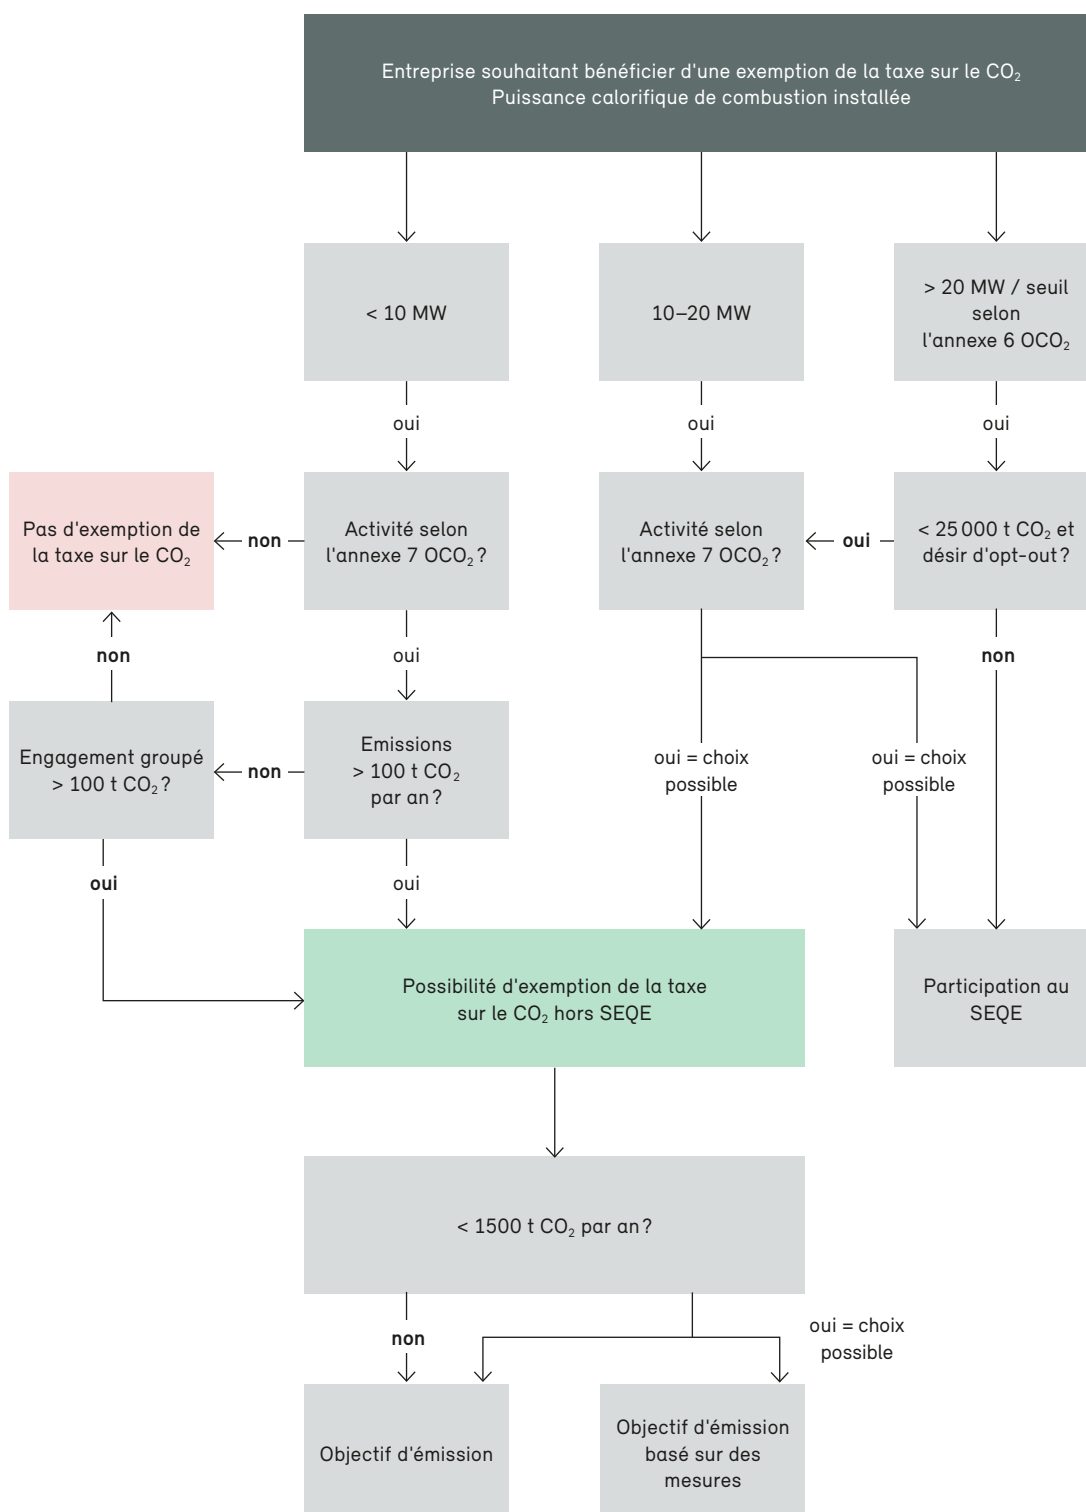 Entreprise souhaitant bénéficier d'une exemption de la taxe sur le CO₂
Puissance calorifique de combustion installée
< 10 MW
10–20 MW
> 20 MW / seuil
selon
l'annexe 6 OCO₂
oui
oui
oui
Pas d'exemption de
la taxe sur le CO₂
non
Activité selon
l'annexe 7 OCO₂?
Activité selon
l'annexe 7 OCO₂?
oui
< 25 000 t CO₂ et
désir d'opt-out?
non
oui
non
Engagement groupé
> 100 t CO₂?
non
Emissions
> 100 t CO₂
par an?
oui = choix
possible
oui = choix
possible
oui
oui
Possibilité d'exemption de la taxe
sur le CO₂ hors SEQE
Participation au
SEQE
< 1500 t CO₂ par an?
non
oui = choix
possible
Objectif d'émission
Objectif d'émission
basé sur des
mesures